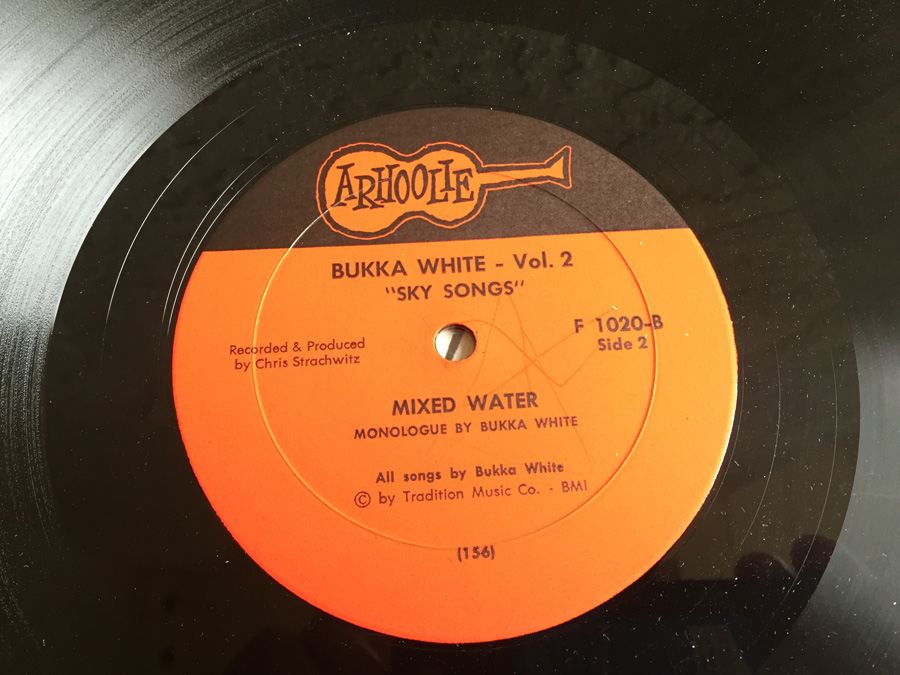 ARHOOLIE
BUKKA WHITE - Vol. 2
"SKY SONGS"
F 1020-B
Side 2
Recorded & Produced
by Chris Strachwitz
MIXED WATER
MONOLOGUE BY BUKKA WHITE
All songs by Bukka White
© by Tradition Music Co. - BMI
(156)